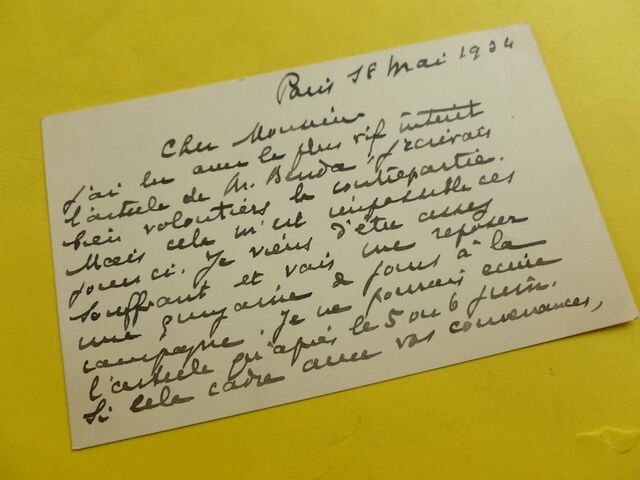 Paris 18 Mai 1934
Cher Monsieur
J'ai lu avec le plus vif intérêt
l'article de M. Benda. J'écrirais
bien volontiers la contrepartie.
Mais cela m'est impossible ces
jours ci. Je viens d'être assez
souffrant et vais me reposer
une quinzaine de jours à la
campagne. Je ne pourrais écrire
l'article qu'après le 5 ou 6 juin.
Si cela cadre avec vos convenances,